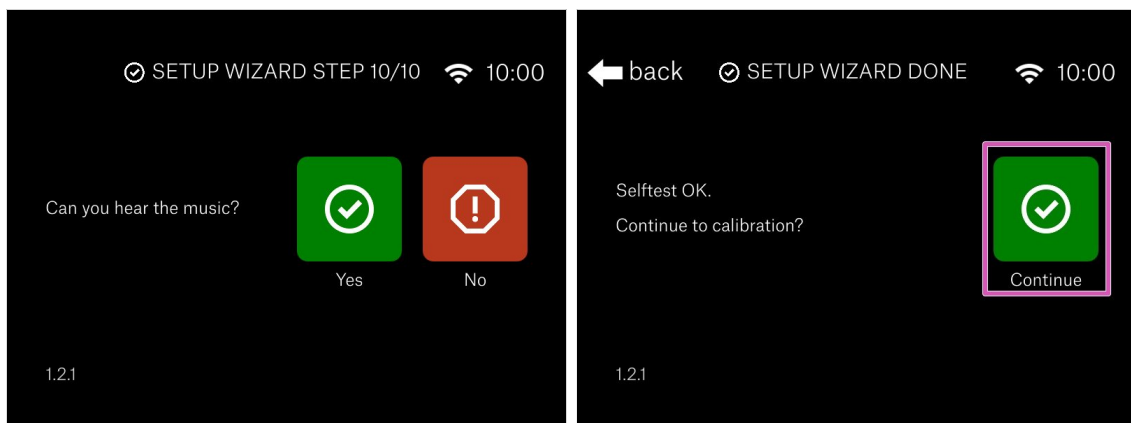 SETUP WIZARD STEP 10/10 10:00
Can you hear the music?
Yes No
1.2.1
back SETUP WIZARD DONE 10:00
Selftest OK.
Continue to calibration?
Continue
1.2.1